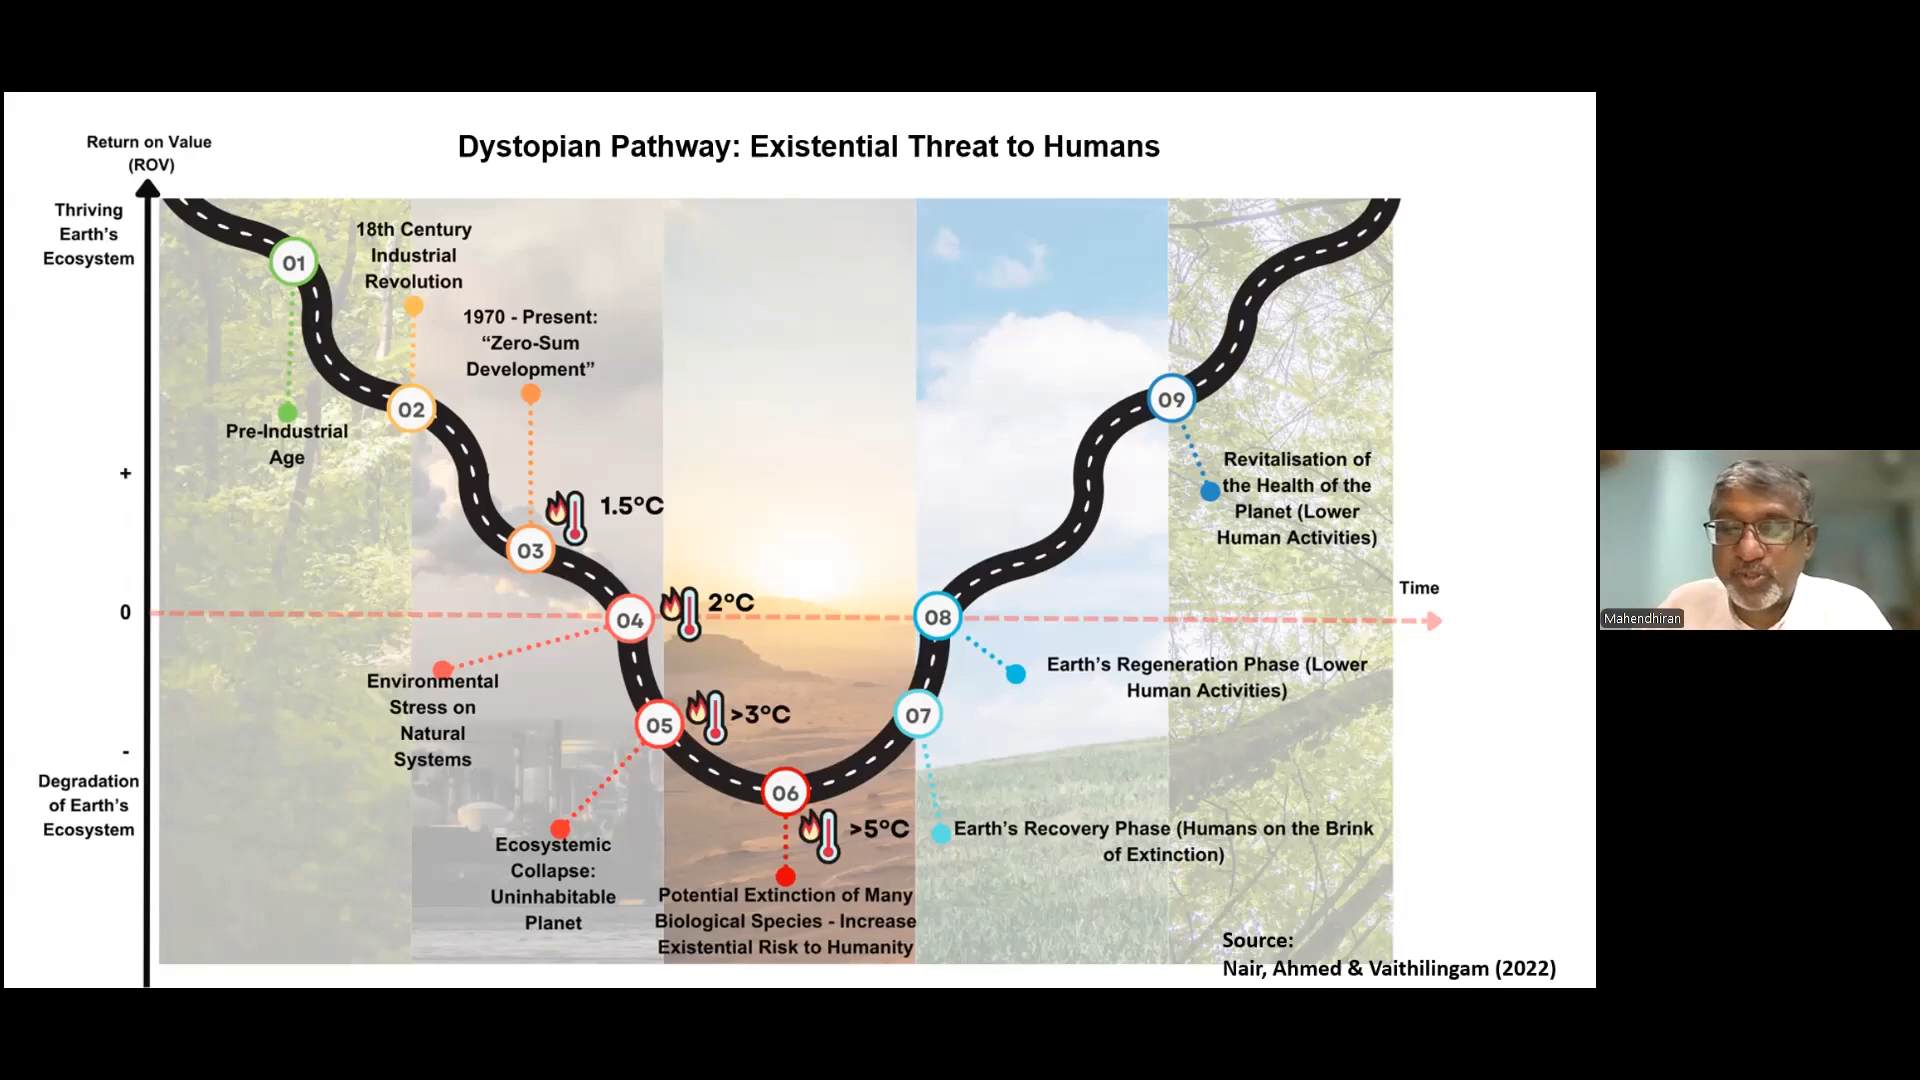 Dystopian Pathway: Existential Threat to Humans
Return on Value
(ROV)
Thriving
Earth's
Ecosystem
+
0
-
Degradation
of Earth's
Ecosystem
01
Pre-Industrial
Age
18th Century
Industrial
Revolution
02
1970 - Present:
“Zero-Sum
Development”
03
1.5°C
04
2°C
Environmental
Stress on
Natural
Systems
05
>3°C
Ecosystemic
Collapse:
Uninhabitable
Planet
06
>5°C
Potential Extinction of Many
Biological Species - Increase
Existential Risk to Humanity
07
Earth's Recovery Phase (Humans on the Brink
of Extinction)
08
Earth's Regeneration Phase (Lower
Human Activities)
09
Revitalisation of
the Health of the
Planet (Lower
Human Activities)
Time
Source:
Nair, Ahmed & Vaithilingam (2022)
Mahendhiran